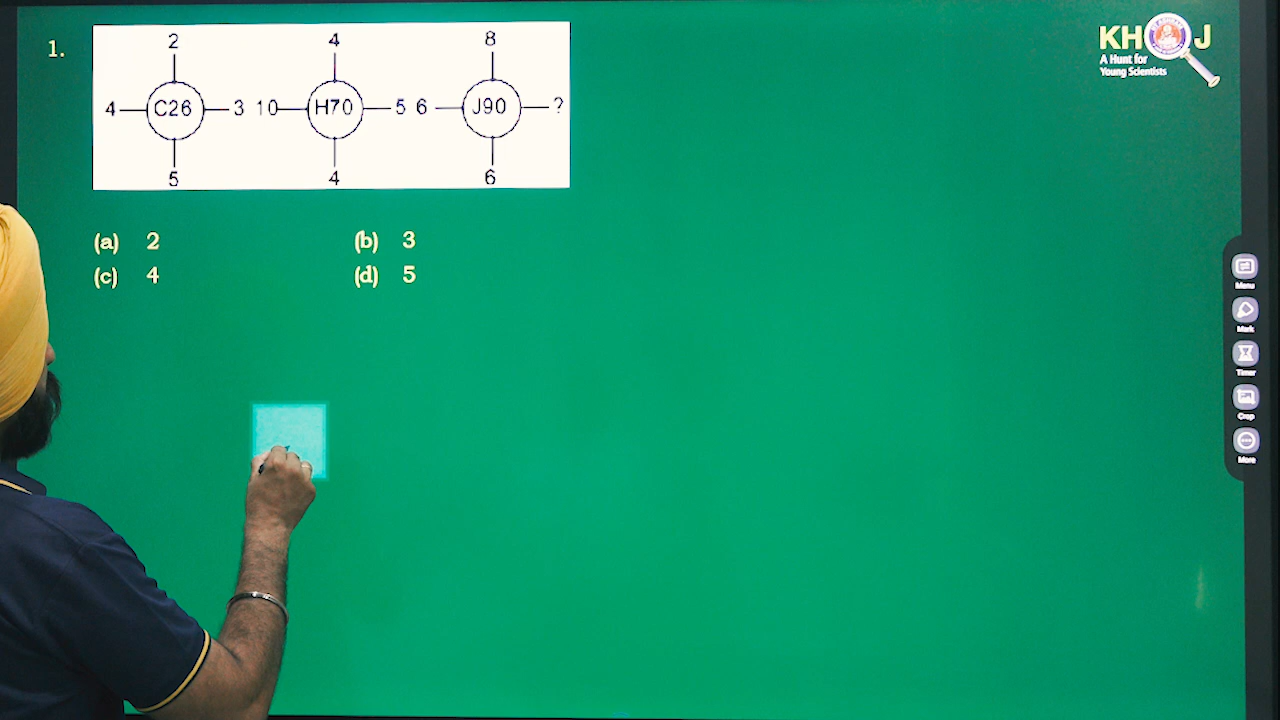 1.
2 4 8
4 C26 3 10 H70 5 6 J90 ?
5 4 6
(a) 2 (b) 3
(c) 4 (d) 5
KHOJ
A Hunt for
Young Scientists
Menu
Mark
Timer
Crop
More